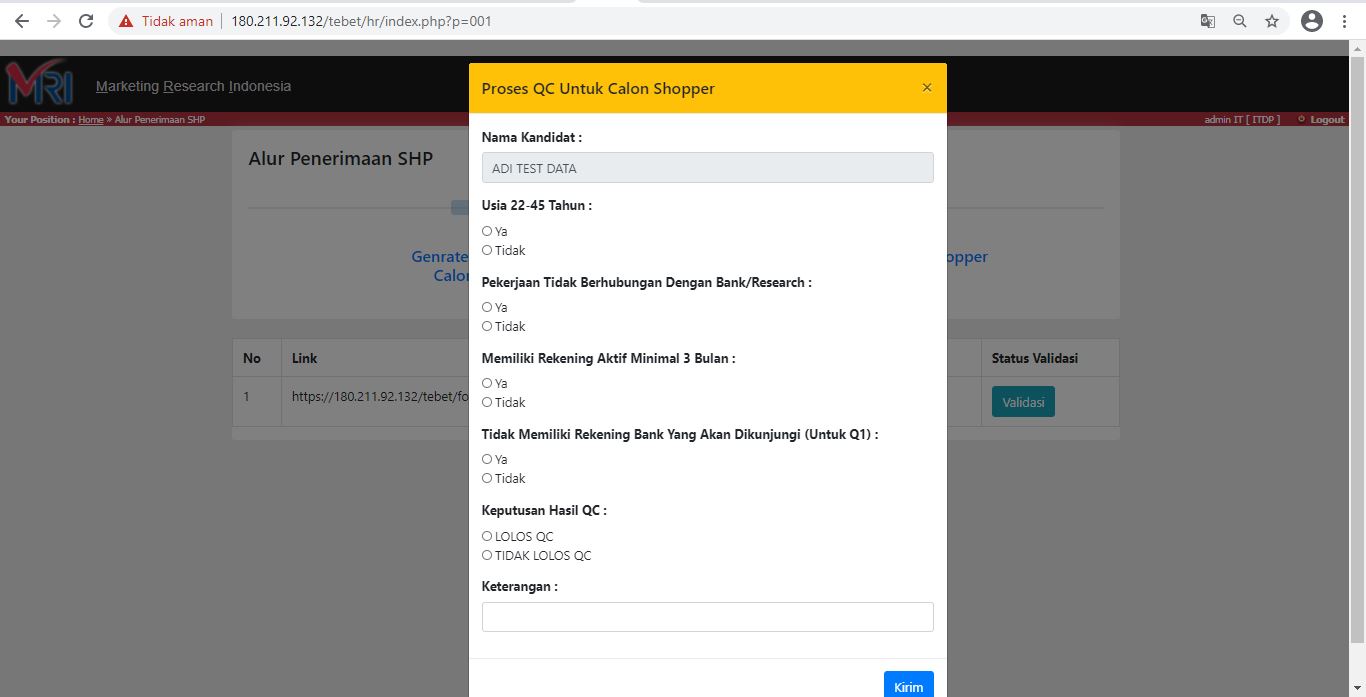 Tidak aman 180.211.92.132/tebet/hr/index.php?p=001
MRI Marketing Research Indonesia
Your Position : Home » Alur Penerimaan SHP
admin IT [ ITDP ] Logout
Alur Penerimaan SHP
Genrate
Calo
opper
No Link Status Validasi
1 https://180.211.92.132/tebet/fo Validasi
Proses QC Untuk Calon Shopper ×
Nama Kandidat :
ADI TEST DATA
Usia 22-45 Tahun :
Ya
Tidak
Pekerjaan Tidak Berhubungan Dengan Bank/Research :
Ya
Tidak
Memiliki Rekening Aktif Minimal 3 Bulan :
Ya
Tidak
Tidak Memiliki Rekening Bank Yang Akan Dikunjungi (Untuk Q1) :
Ya
Tidak
Keputusan Hasil QC :
LOLOS QC
TIDAK LOLOS QC
Keterangan :
Kirim